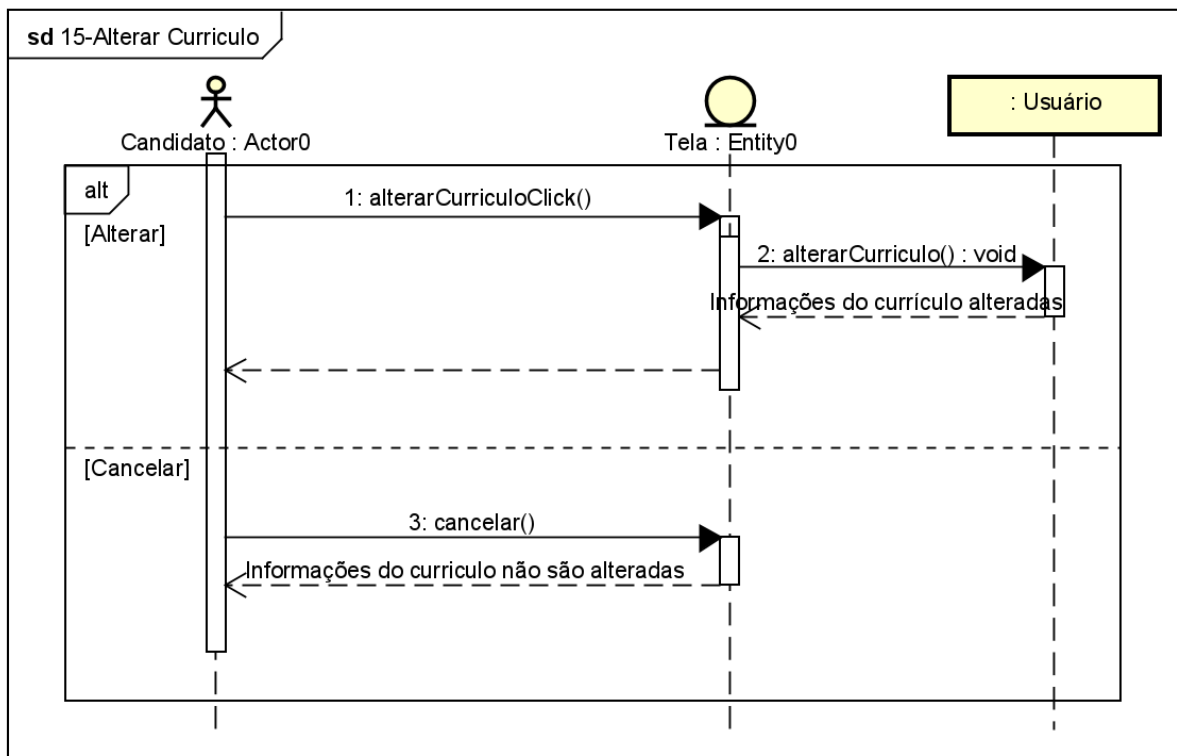 sd 15-Alterar Curriculo
Candidato : Actor0
Tela : Entity0
: Usuário
alt
[Alterar]
1: alterarCurriculoClick()
2: alterarCurriculo() : void
Informações do currículo alteradas
[Cancelar]
3: cancelar()
Informações do curriculo não são alteradas